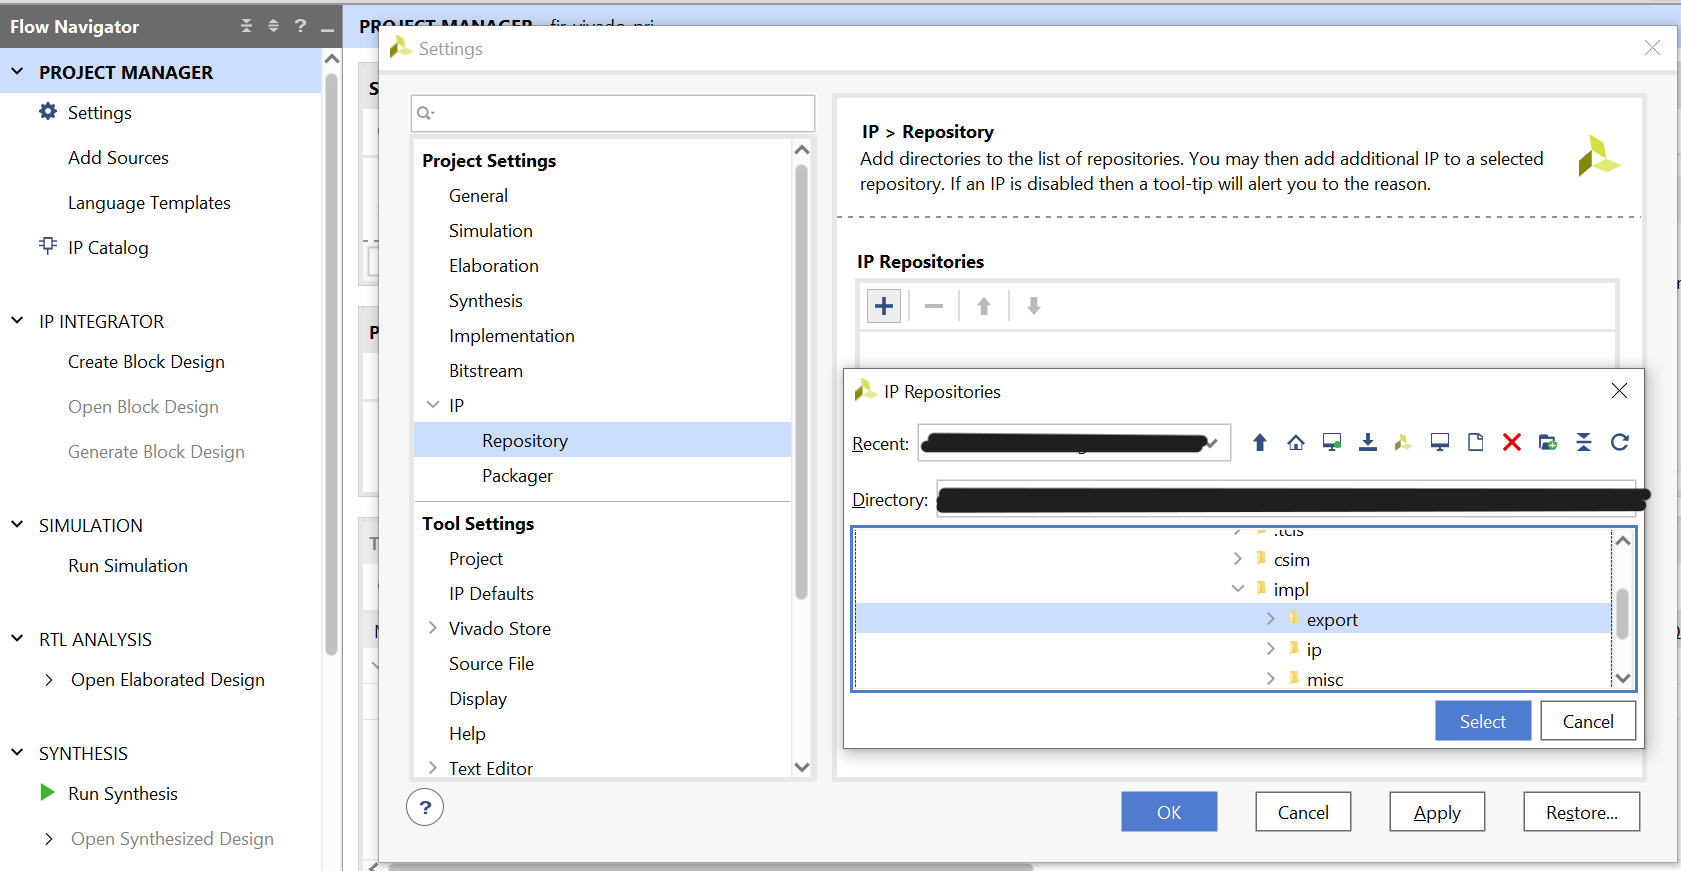 Flow Navigator
?
PROJECT MANAGER
Settings
Add Sources
Language Templates
IP Catalog
IP INTEGRATOR
Create Block Design
Open Block Design
Generate Block Design
SIMULATION
Run Simulation
RTL ANALYSIS
Open Elaborated Design
SYNTHESIS
Run Synthesis
Open Synthesized Design
PROJECT MANAGER
Settings
Project Settings
General
Simulation
Elaboration
Synthesis
Implementation
Bitstream
IP
Repository
Packager
Tool Settings
Project
IP Defaults
Vivado Store
Source File
Display
Help
Text Editor
?
IP > Repository
Add directories to the list of repositories. You may then add additional IP to a selected
repository. If an IP is disabled then a tool-tip will alert you to the reason.
IP Repositories
IP Repositories
Recent:
Directory:
csim
impl
export
ip
misc
Select
Cancel
OK
Cancel
Apply
Restore...